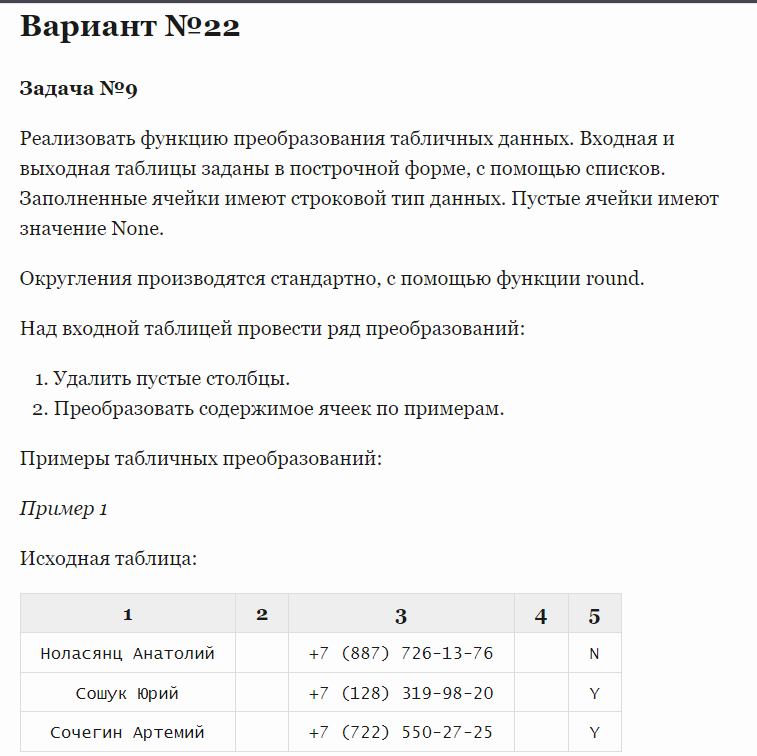 Вариант №22
Задача №9
Реализовать функцию преобразования табличных данных. Входная и
выходная таблицы заданы в построчной форме, с помощью списков.
Заполненные ячейки имеют строковой тип данных. Пустые ячейки имеют
значение None.
Округления производятся стандартно, с помощью функции round.
Над входной таблицей провести ряд преобразований:
1. Удалить пустые столбцы.
2. Преобразовать содержимое ячеек по примерам.
Примеры табличных преобразований:
Пример 1
Исходная таблица:
1 2 3 4 5
Ноласянц Анатолий +7 (887) 726-13-76 N
Сошук Юрий +7 (128) 319-98-20 Y
Сочегин Артемий +7 (722) 550-27-25 Y